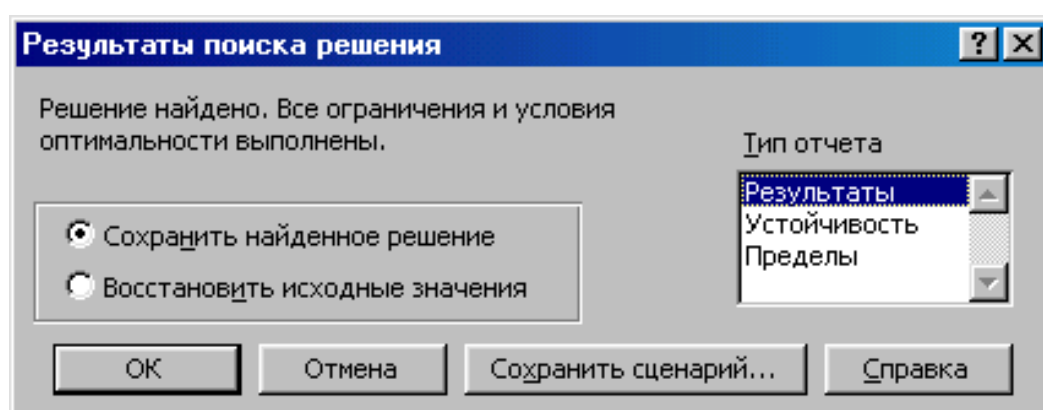 Результаты поиска решения
Решение найдено. Все ограничения и условия
оптимальности выполнены.
Тип отчета
Результаты
Устойчивость
Пределы
Сохранить найденное решение
Восстановить исходные значения
ОК
Отмена
Сохранить сценарий...
Справка